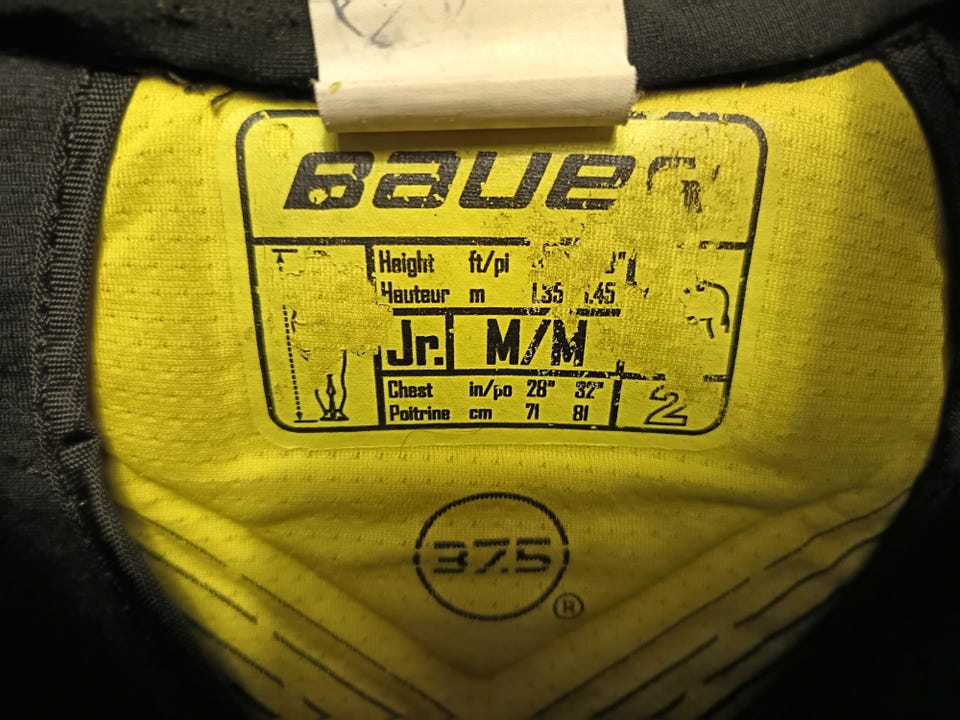 Bauer
Height ft/pi
Hauteur m 1.35 1.45
Jr. M/M
Chest in/po 28" 32"
Poitrine cm 71 81
2
37.5
®